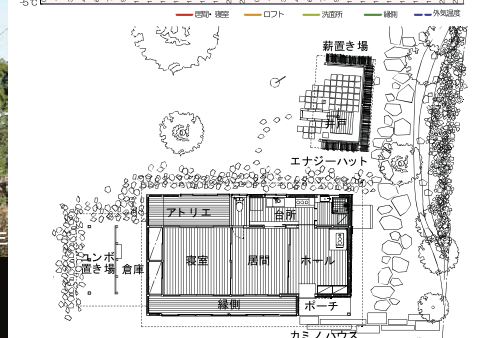 -5℃
居間・寝室 ロフト 洗面所 縁側 外気温度
薪置き場
井戸
エナジーハット
アトリエ
台所
ユンボ
置き場
倉庫
寝室
居間
ホール
縁側
ポーチ
カミノハウス